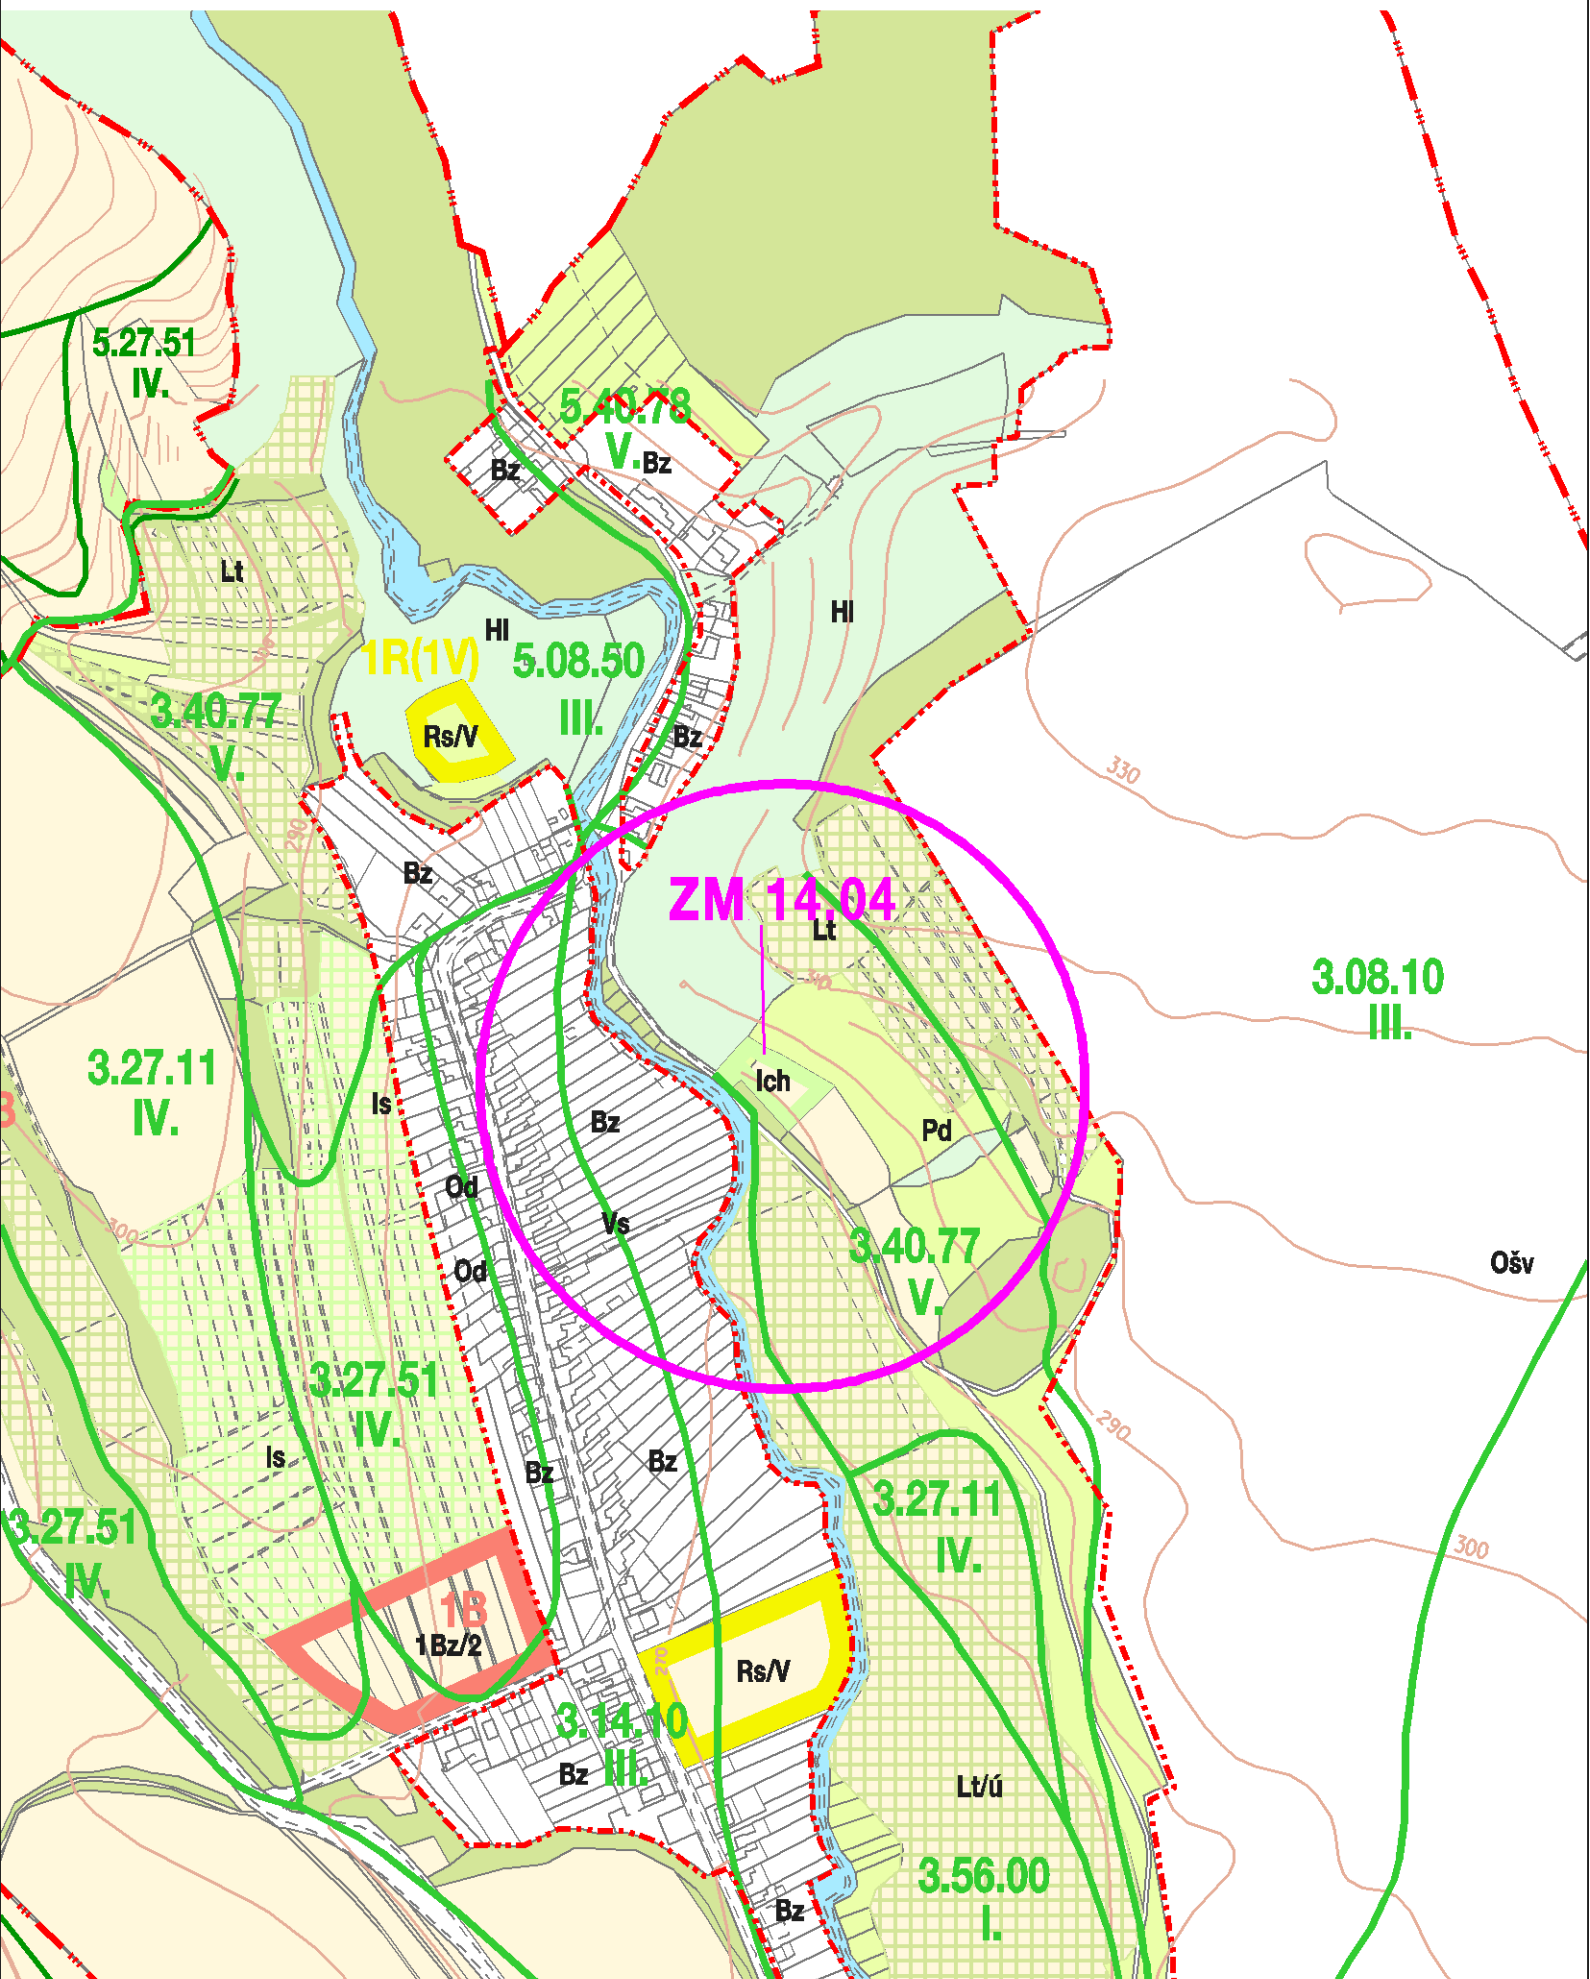 5.27.51
IV.
5.40.78
V.
Bz
Bz
Lt
Hl
Hl
1R(1V)
5.08.50
III.
3.40.77
V.
Rs/V
Bz
330
290
300
Bz
ZM 14.04
Lt
310
3.08.10
III.
3.27.11
IV.
Is
Ich
Bz
Pd
Od
300
Vs
3.40.77
V.
Od
Ošv
3.27.51
IV.
290
Is
Bz
Bz
3.27.11
IV.
3.27.51
IV.
300
1B
1Bz/2
270
Rs/V
3.14.10
III.
Bz
Lt/ú
3.56.00
I.
Bz